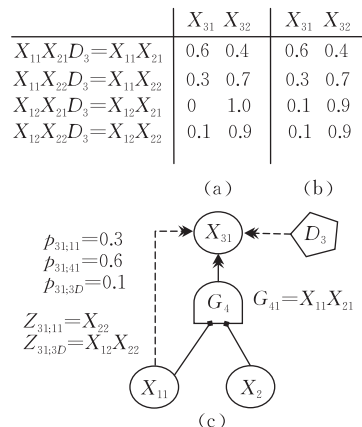 X31 X32 X31 X32
X11X21D3=X11X21 0.6 0.4 0.6 0.4
X11X22D3=X11X22 0.3 0.7 0.3 0.7
X12X21D3=X12X21 0 1.0 0.1 0.9
X12X22D3=X12X22 0.1 0.9 0.1 0.9
(a) (b)
X31 D3
p31;11=0.3
p31;41=0.6
p31;3D=0.1
G4 G41=X11X21
Z31;11=X22
Z31;3D=X12X22
X11 X2
(c)